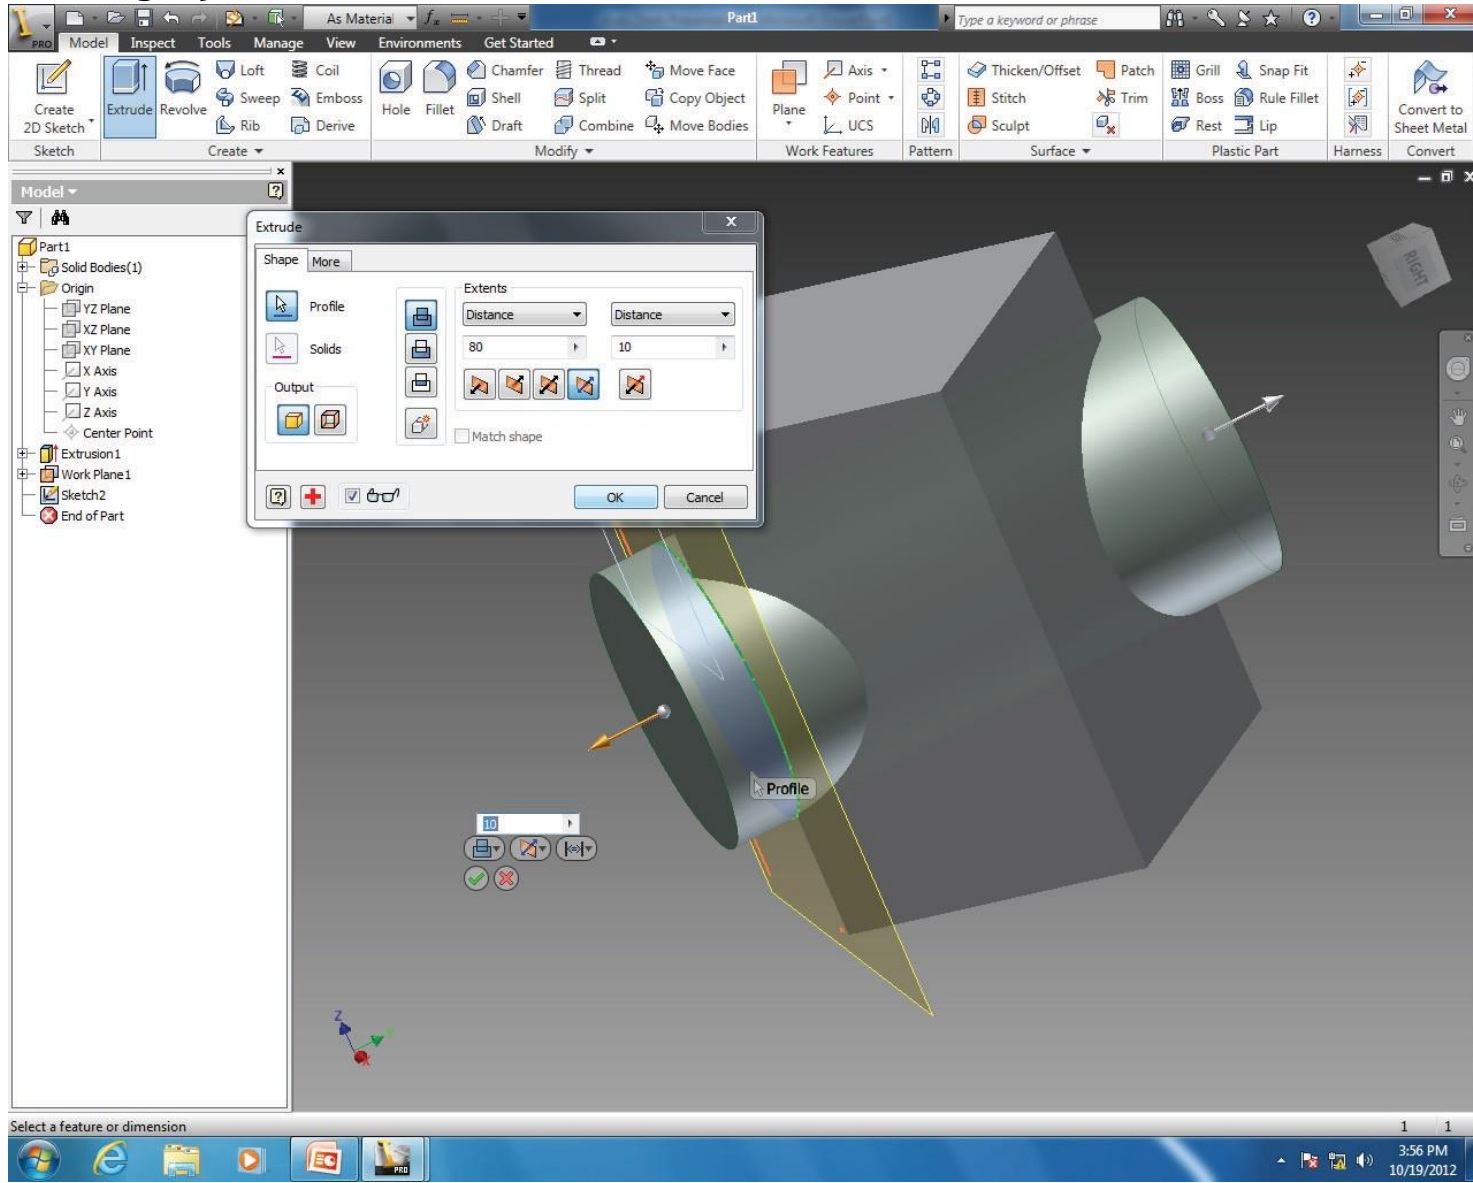 As Material
Part1
Type a keyword or phrase
PRO
Model Inspect Tools Manage View Environments Get Started
Create 2D Sketch
Extrude Revolve
Loft Coil
Sweep Emboss
Rib Derive
Hole Fillet
Chamfer Thread Move Face
Shell Split Copy Object
Draft Combine Move Bodies
Plane
Axis
Point
UCS
Thicken/Offset Patch
Stitch Trim
Sculpt
Grill Snap Fit
Boss Rule Fillet
Rest Lip
Convert to Sheet Metal
Sketch Create Modify Work Features Pattern Surface Plastic Part Harness Convert
Model
Part1
Solid Bodies(1)
Origin
YZ Plane
XZ Plane
XY Plane
X Axis
Y Axis
Z Axis
Center Point
Extrusion1
Work Plane1
Sketch2
End of Part
Extrude
Shape More
Profile
Solids
Output
Extents
Distance Distance
80 10
Match shape
OK Cancel
RIGHT
Profile
10
Z
Select a feature or dimension
1 1
PRO
3:56 PM
10/19/2012